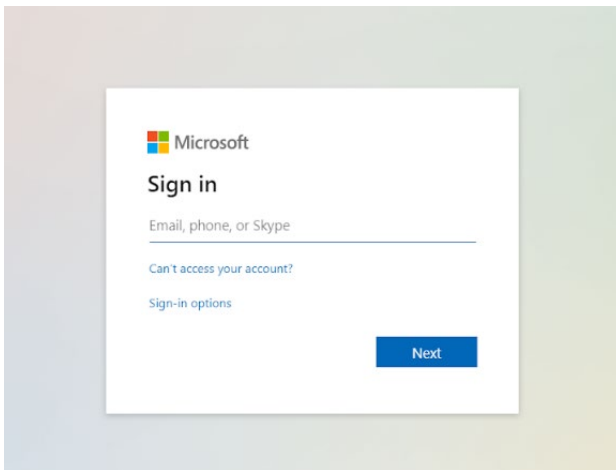 Microsoft
Sign in
Email, phone, or Skype
Can't access your account?
Sign-in options
Next